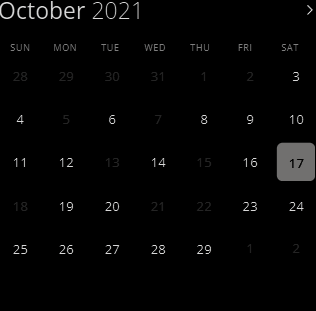 October 2021
SUN MON TUE WED THU FRI SAT
28 29 30 31 1 2 3
4 5 6 7 8 9 10
11 12 13 14 15 16 17
18 19 20 21 22 23 24
25 26 27 28 29 1 2